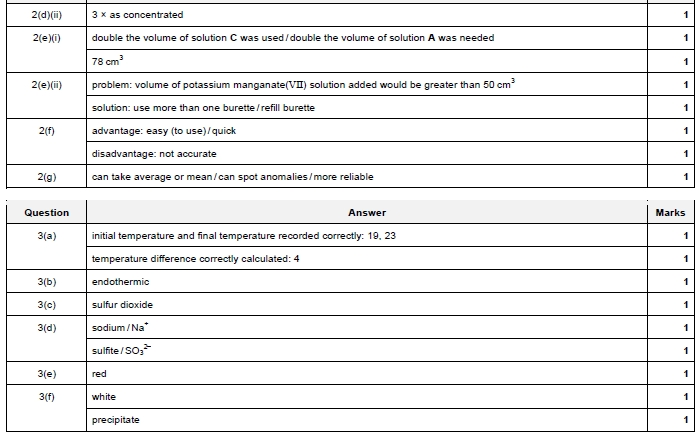 2(d)(ii) 3 × as concentrated 1
2(e)(i) double the volume of solution C was used / double the volume of solution A was needed 1
78 cm³ 1
2(e)(ii) problem: volume of potassium manganate(VII) solution added would be greater than 50 cm³ 1
solution: use more than one burette / refill burette 1
2(f) advantage: easy (to use) / quick 1
disadvantage: not accurate 1
2(g) can take average or mean / can spot anomalies / more reliable 1
Question Answer Marks
3(a) initial temperature and final temperature recorded correctly: 19, 23 1
temperature difference correctly calculated: 4 1
3(b) endothermic 1
3(c) sulfur dioxide 1
3(d) sodium / Na⁺ 1
sulfite / SO₃²⁻ 1
3(e) red 1
3(f) white 1
precipitate 1